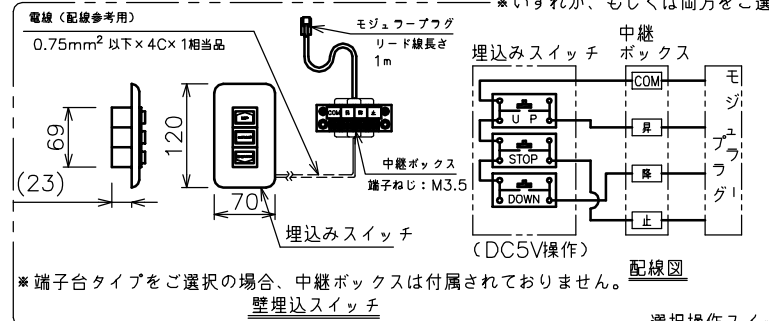 ※いずれか、もしくは両方をご選
電線（配線参考用）
0.75mm² 以下×4C×1相当品
モジュラープラグ
リード線長さ
1m
69
(23)
120
70
COM 昇 降 止
中継ボックス
端子ねじ：M3.5
埋込みスイッチ
埋込みスイッチ
中継
ボックス
UP
STOP
DOWN
COM
昇
降
止
モジュラープラグ
(DC5V操作)
配線図
※端子台タイプをご選択の場合、中継ボックスは付属されておりません。
壁埋込スイッチ